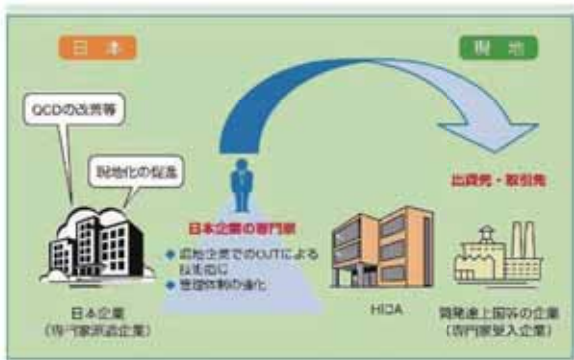 日本
現地
QCDの改善等
現地化の促進
出資先・取引先
日本企業の専門家
◆ 現地企業でのOJTによる
技術指導
◆ 管理体制の強化
日本企業
（専門家派遣企業）
HIDA
開発途上国等の企業
（専門家受入企業）